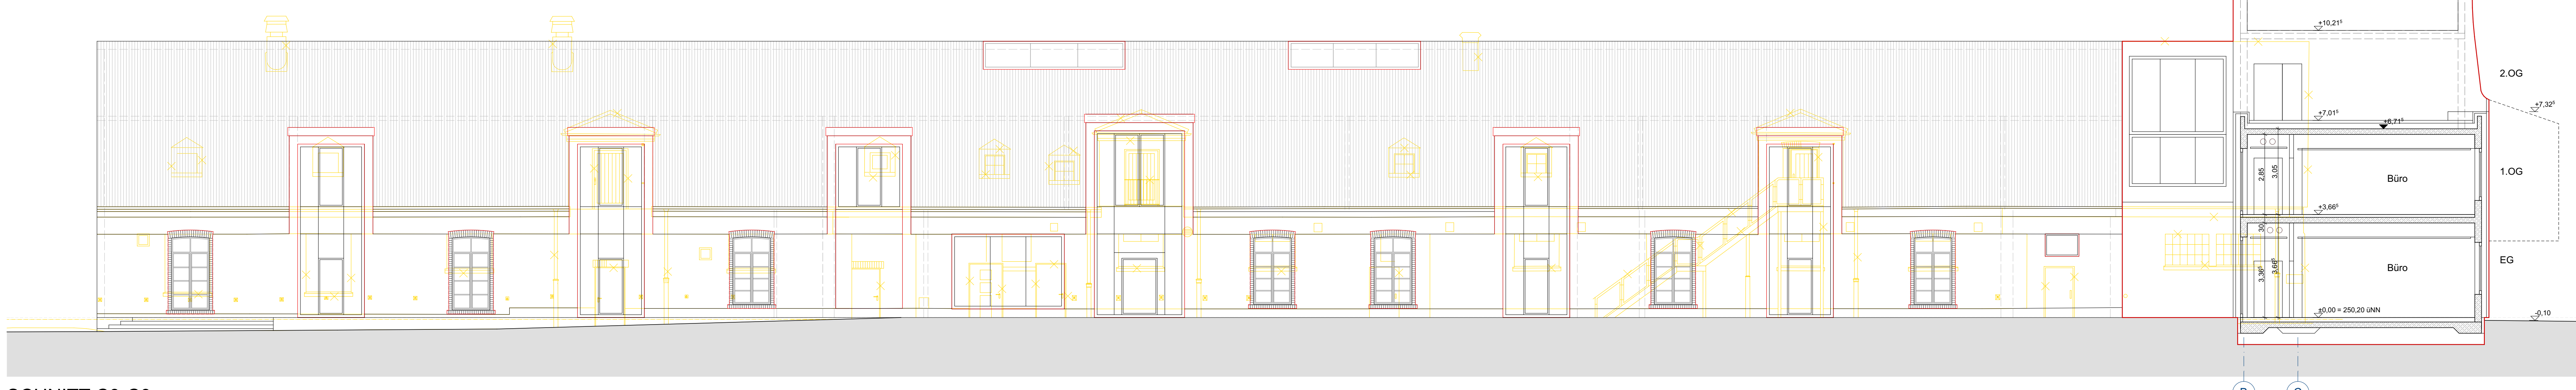 +10,21⁵
2.OG
+7,32⁵
+7,01⁵
+6,71⁵
2,85
3,05
Büro
1.OG
+3,66⁵
30
3,36⁵
3,66⁵
Büro
EG
±0,00 = 250,20 üNN
-0,10